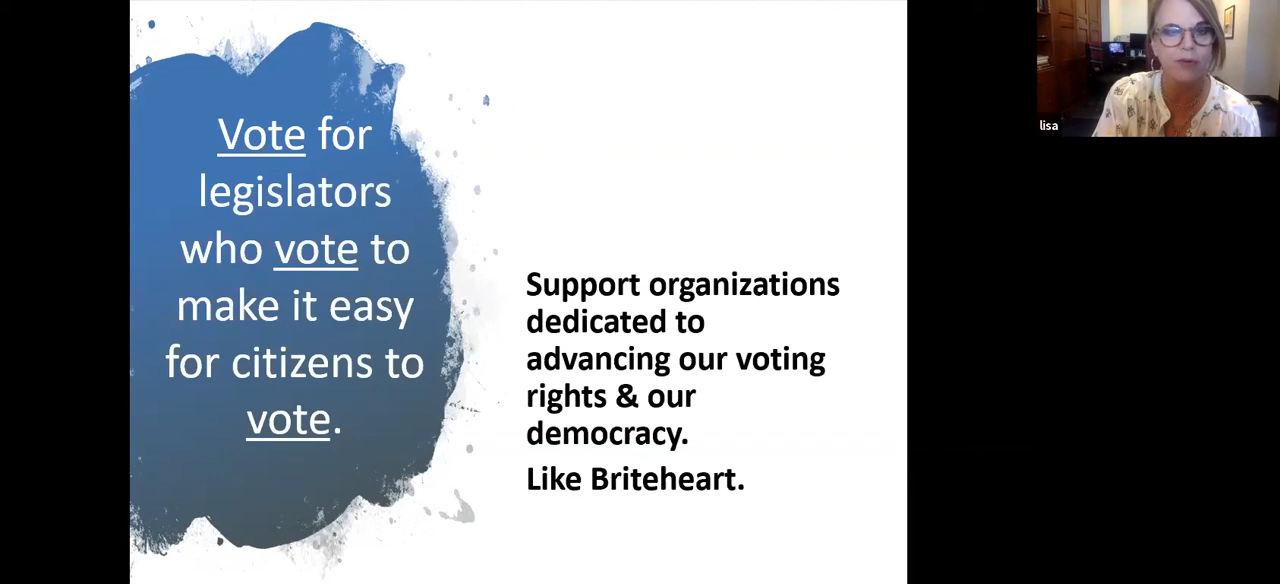 Vote for
legislators
who vote to
make it easy
for citizens to
vote.
Support organizations
dedicated to
advancing our voting
rights & our
democracy.
Like Briteheart.
lisa